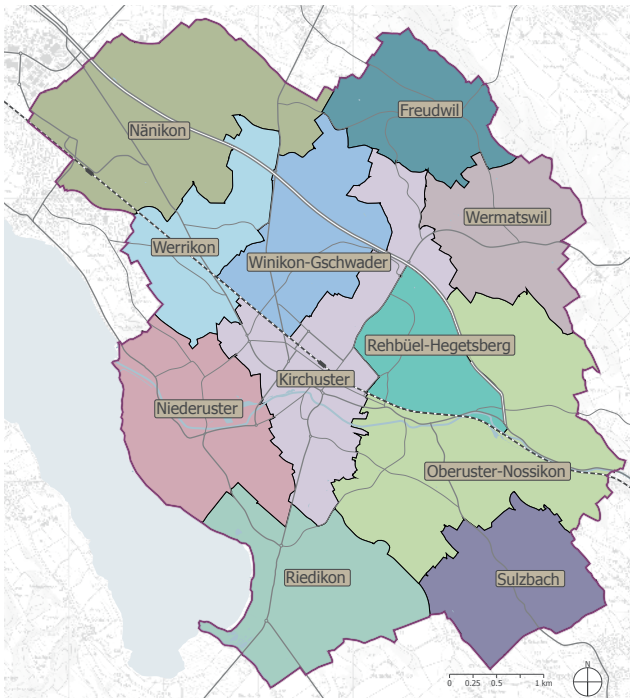 Freudwil
Nänikon
Wermatswil
Werrikon
Winikon-Gschwader
Rehbüel-Hegetsberg
Kirchuster
Niederuster
Oberuster-Nossikon
Riedikon
Sulzbach
N
0 0.25 0.5 1 km